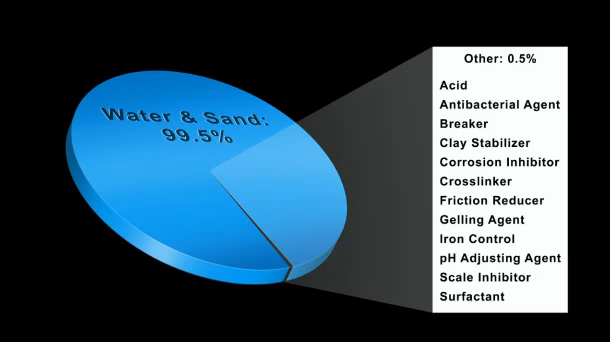 Water & Sand:
99.5%
Other: 0.5%
Acid
Antibacterial Agent
Breaker
Clay Stabilizer
Corrosion Inhibitor
Crosslinker
Friction Reducer
Gelling Agent
Iron Control
pH Adjusting Agent
Scale Inhibitor
Surfactant